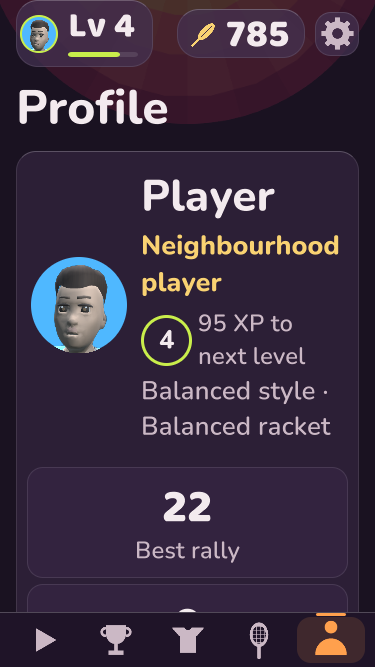 Lv 4
785
Profile
Player
Neighbourhood
player
4
95 XP to
next level
Balanced style ·
Balanced racket
22
Best rally